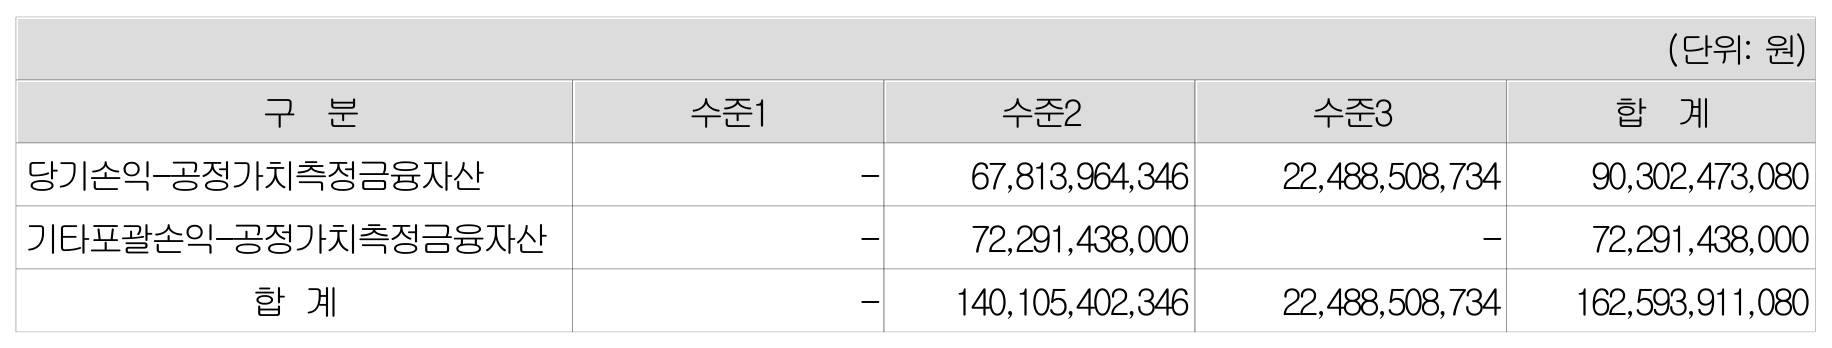 (단위: 원)
구 분 수준1 수준2 수준3 합 계
당기손익-공정가치측정금융자산 - 67,813,964,346 22,488,508,734 90,302,473,080
기타포괄손익-공정가치측정금융자산 - 72,291,438,000 - 72,291,438,000
합 계 - 140,105,402,346 22,488,508,734 162,593,911,080